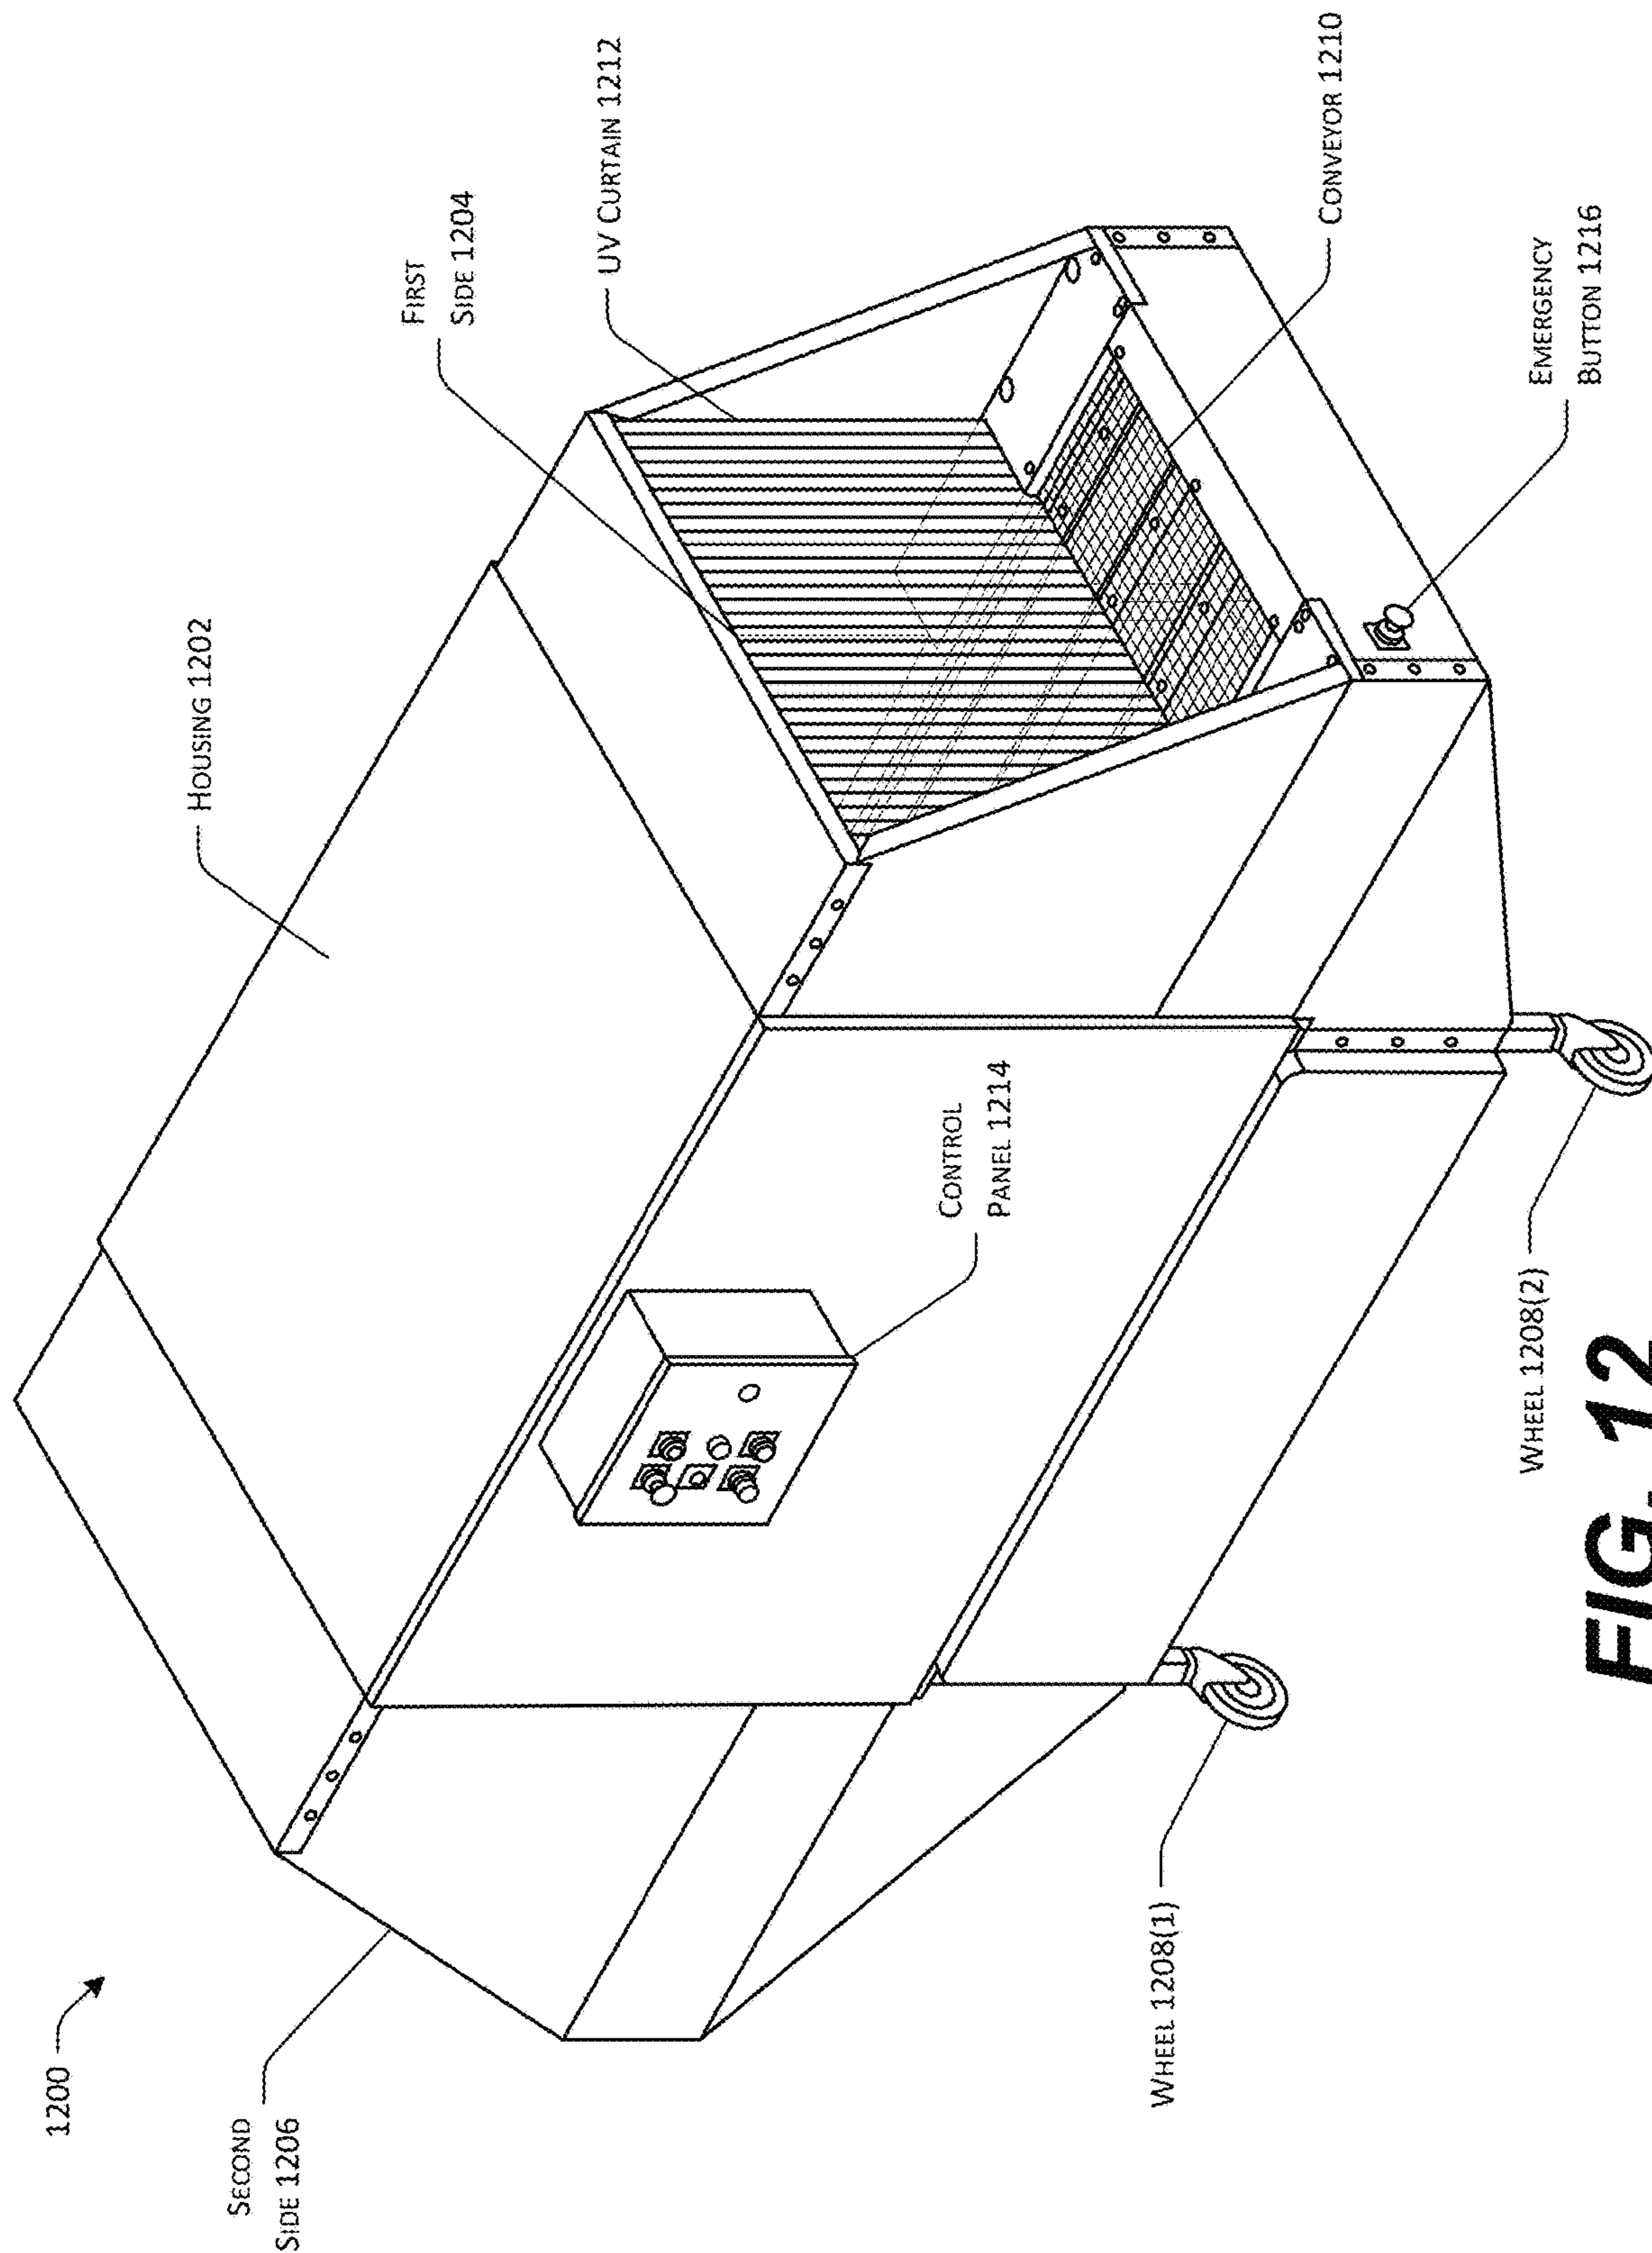 1200
SECOND
SIDE 1206
HOUSING 1202
FIRST
SIDE 1204
UV CURTAIN 1212
CONTROL
PANEL 1214
CONVEYOR 1210
EMERGENCY
BUTTON 1216
WHEEL 1208(1)
WHEEL 1208(2)
FIG. 12